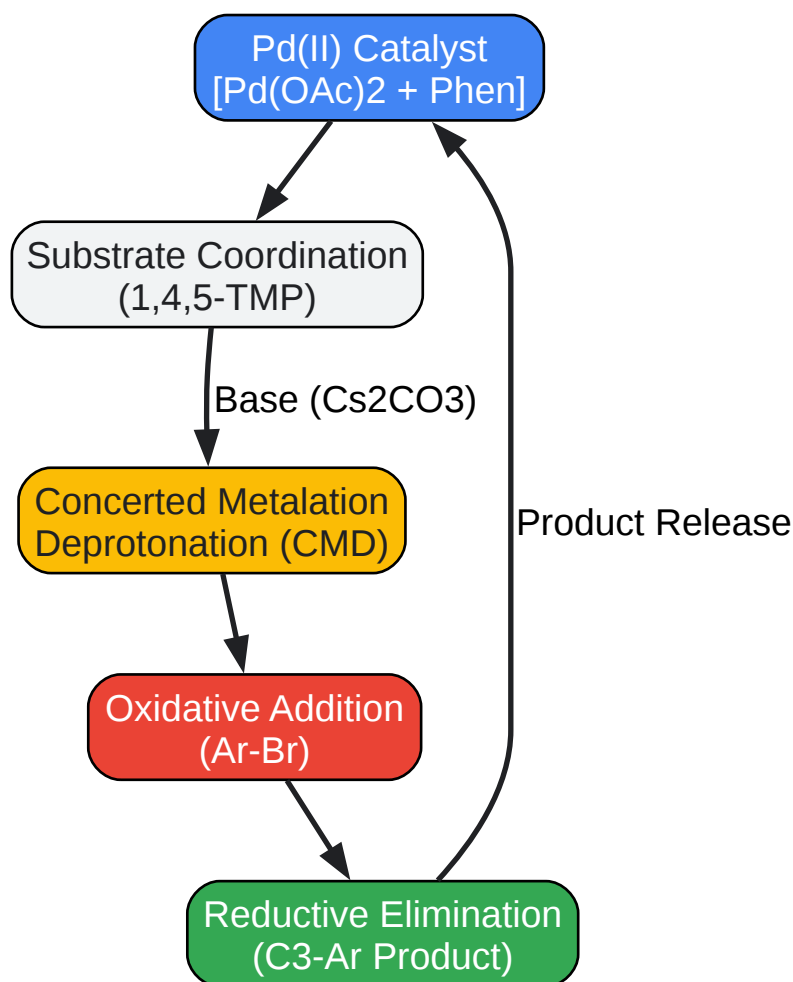 Pd(II) Catalyst
[Pd(OAc)2 + Phen]
Substrate Coordination
(1,4,5-TMP)
Base (Cs2CO3)
Concerted Metalation
Deprotonation (CMD)
Product Release
Oxidative Addition
(Ar-Br)
Reductive Elimination
(C3-Ar Product)